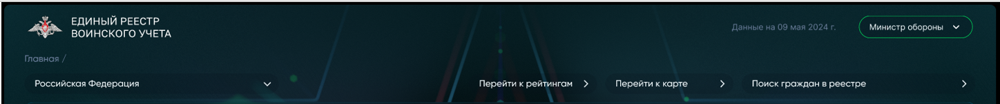 ЕДИНЫЙ РЕЕСТР
ВОИНСКОГО УЧЕТА
Данные на 09 мая 2024 г.
Министр обороны
Главная /
Российская Федерация
Перейти к рейтингам
Перейти к карте
Поиск граждан в реестре